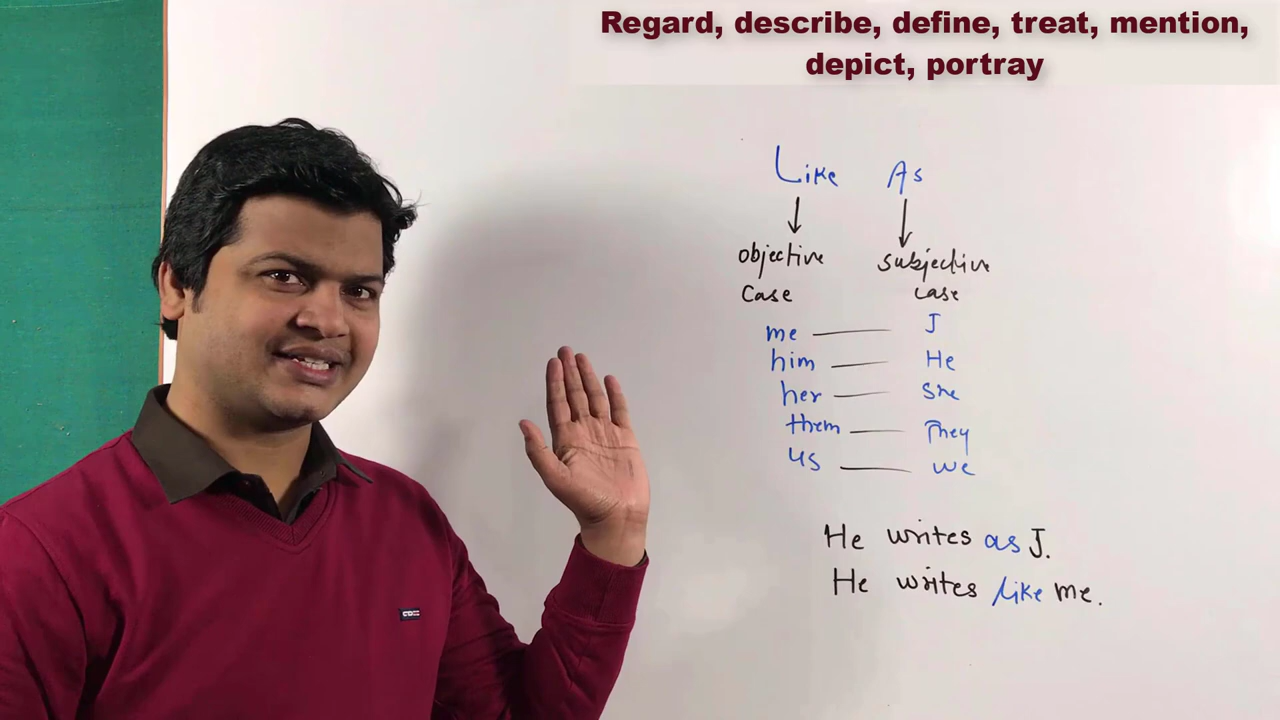 Regard, describe, define, treat, mention,
depict, portray
Like As
objective subjective
Case case
me I
him He
her She
them They
us we
He writes as I.
He writes like me.